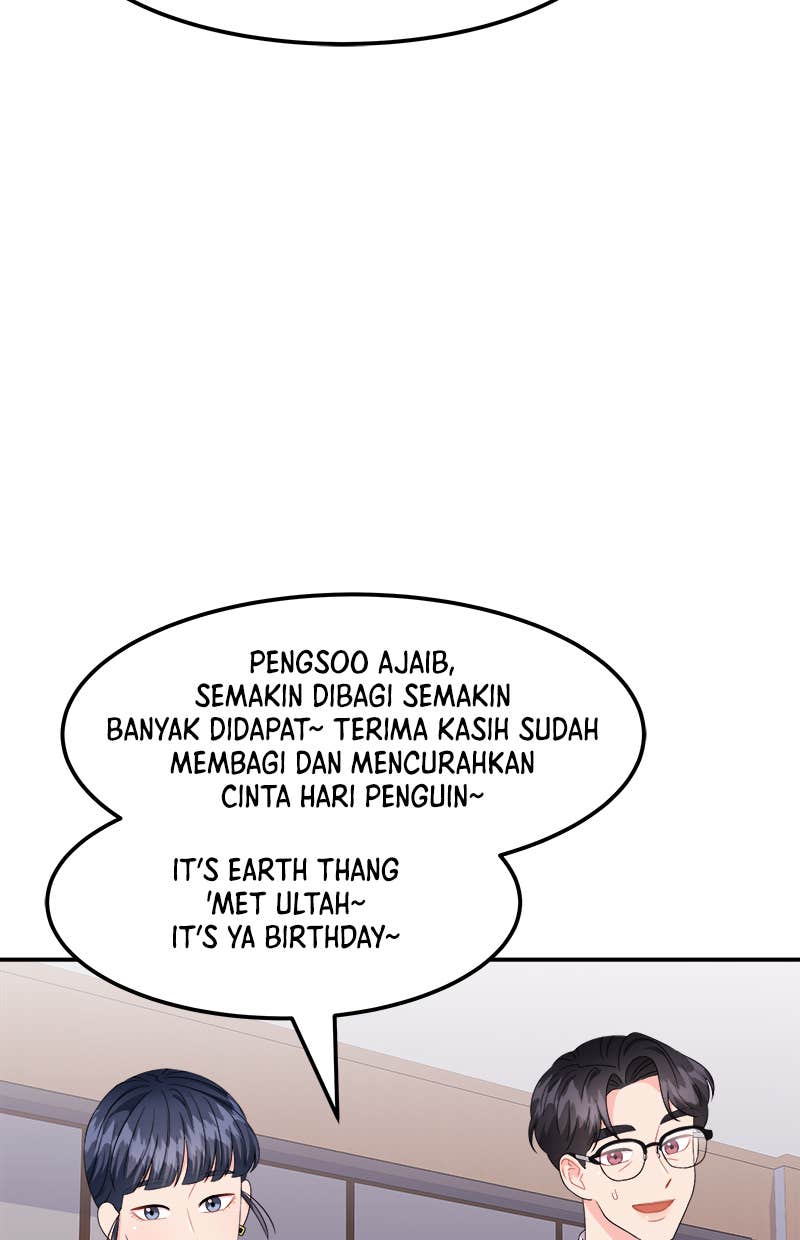 PENGSOO AJAIB,
SEMAKIN DIBAGI SEMAKIN
BANYAK DIDAPAT~ TERIMA KASIH SUDAH
MEMBAGI DAN MENCURAHKAN
CINTA HARI PENGUIN~
IT'S EARTH THANG
'MET ULTAH~
IT'S YA BIRTHDAY~